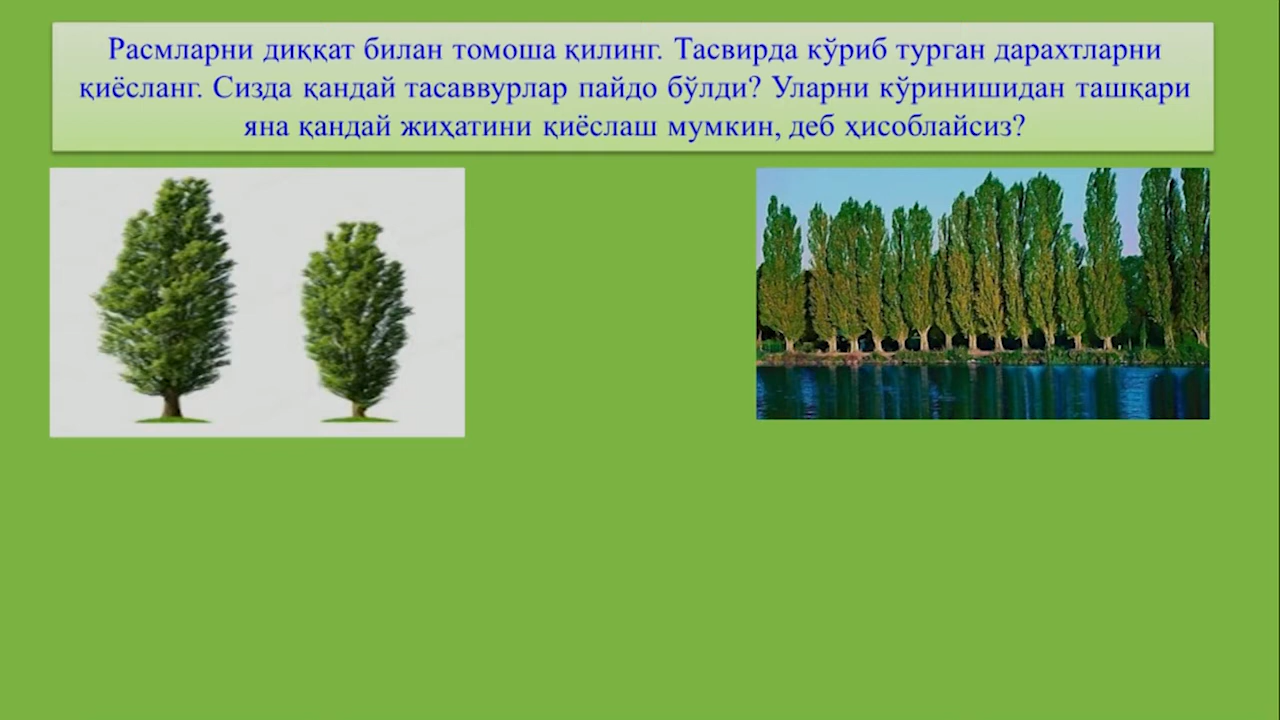 Расмларни диққат билан томоша қилинг. Тасвирда кўриб турган дарахтларни
қиёсланг. Сизда қандай тасаввурлар пайдо бўлди? Уларни кўринишидан ташқари
яна қандай жиҳатини қиёслаш мумкин, деб ҳисоблайсиз?